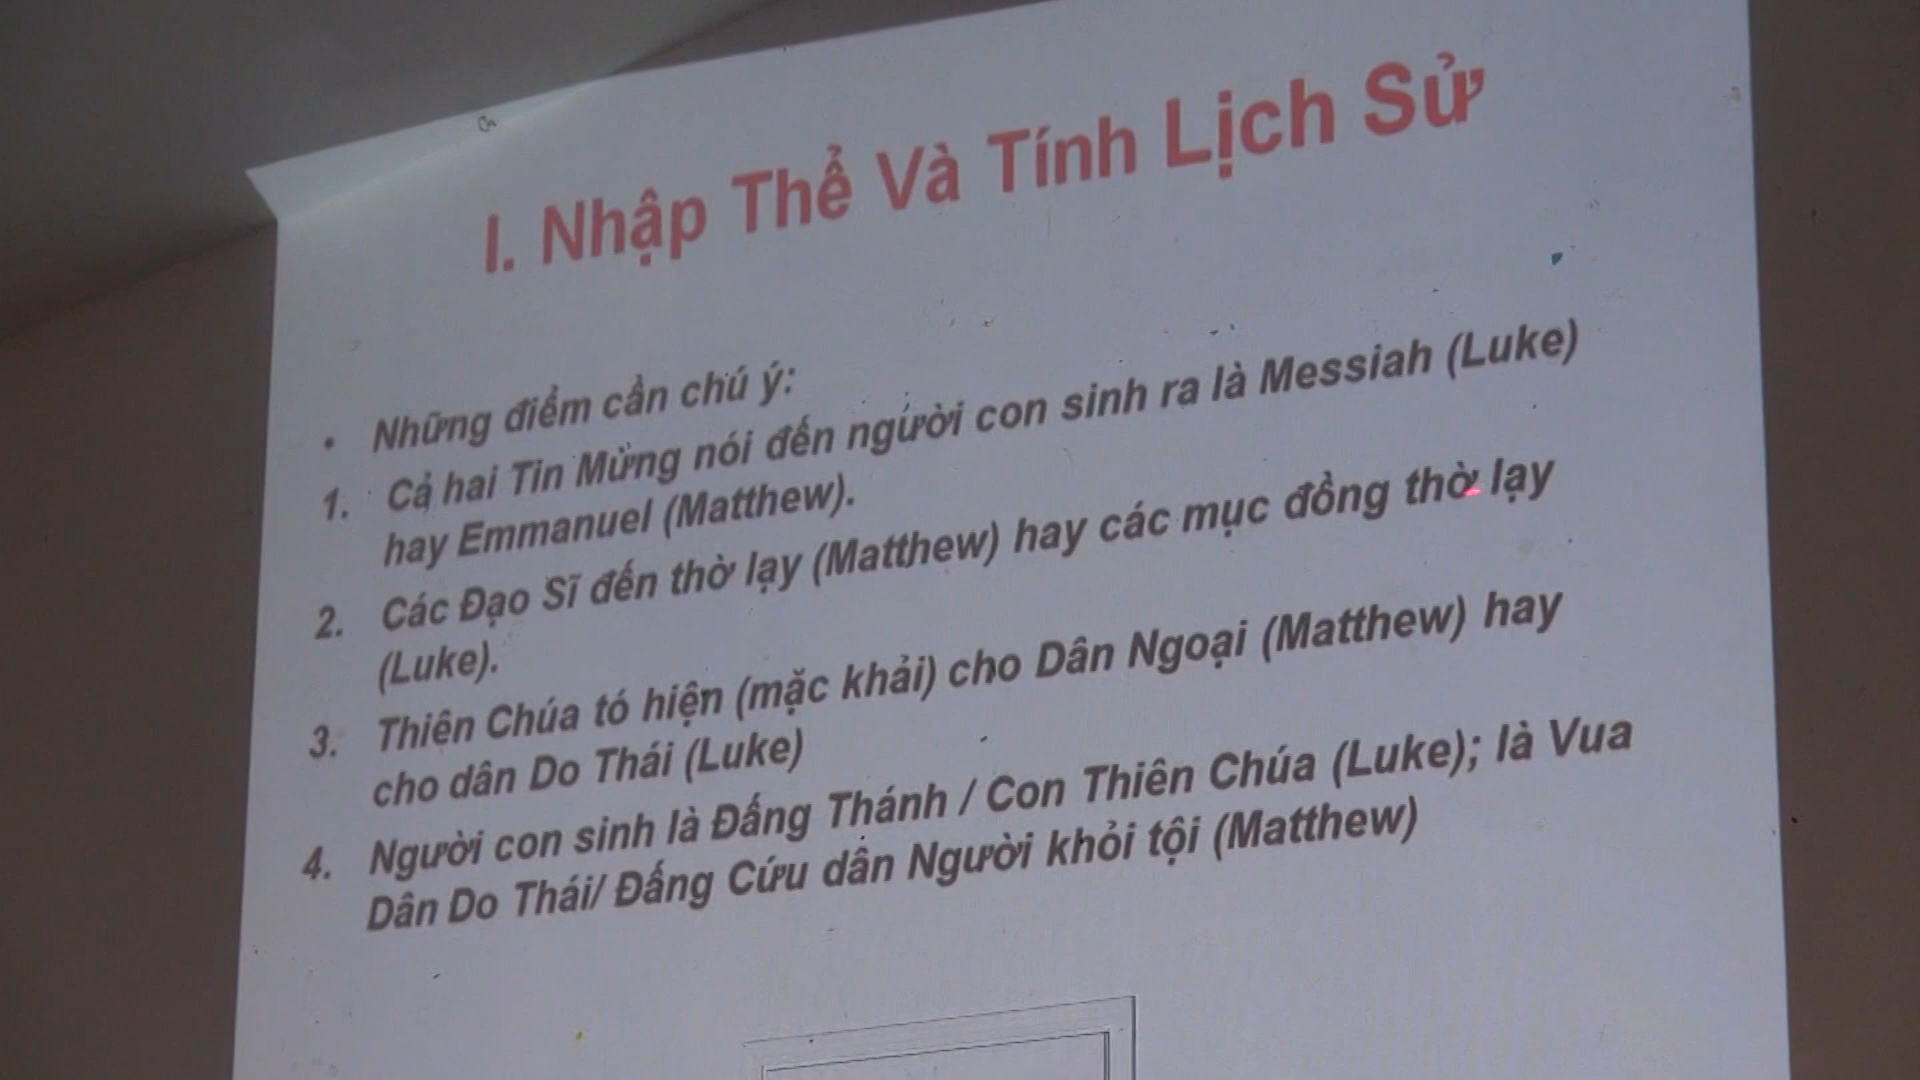 I. Nhập Thể Và Tính Lịch Sử
• Những điểm cần chú ý:
1. Cả hai Tin Mừng nói đến người con sinh ra là Messiah (Luke)
hay Emmanuel (Matthew).
2. Các Đạo Sĩ đến thờ lạy (Matthew) hay các mục đồng thờ lạy
(Luke).
3. Thiên Chúa tó hiện (mặc khải) cho Dân Ngoại (Matthew) hay
cho dân Do Thái (Luke)
4. Người con sinh là Đấng Thánh / Con Thiên Chúa (Luke); là Vua
Dân Do Thái/ Đấng Cứu dân Người khỏi tội (Matthew)